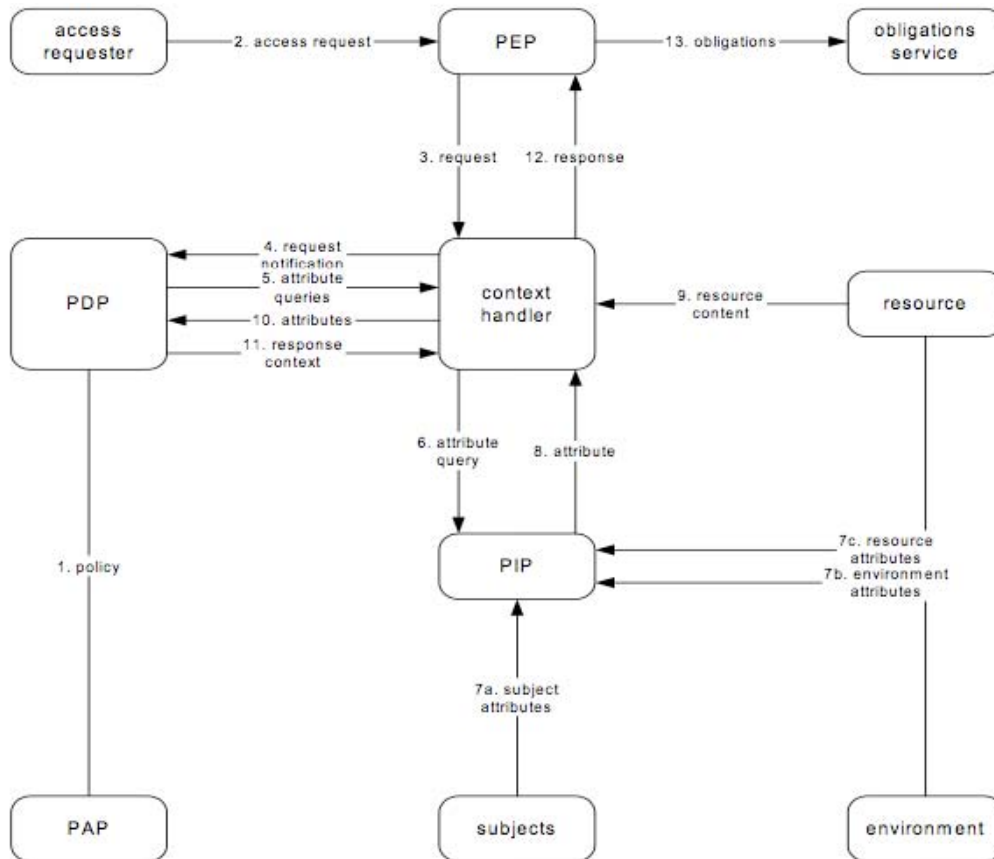 access
requester
2. access request
PEP
13. obligations
obligations
service
3. request
12. response
PDP
4. request
notification
5. attribute
queries
10. attributes
11. response
context
context
handler
9. resource
content
resource
6. attribute
query
8. attribute
1. policy
PIP
7c. resource
attributes
7b. environment
attributes
7a. subject
attributes
PAP
subjects
environment